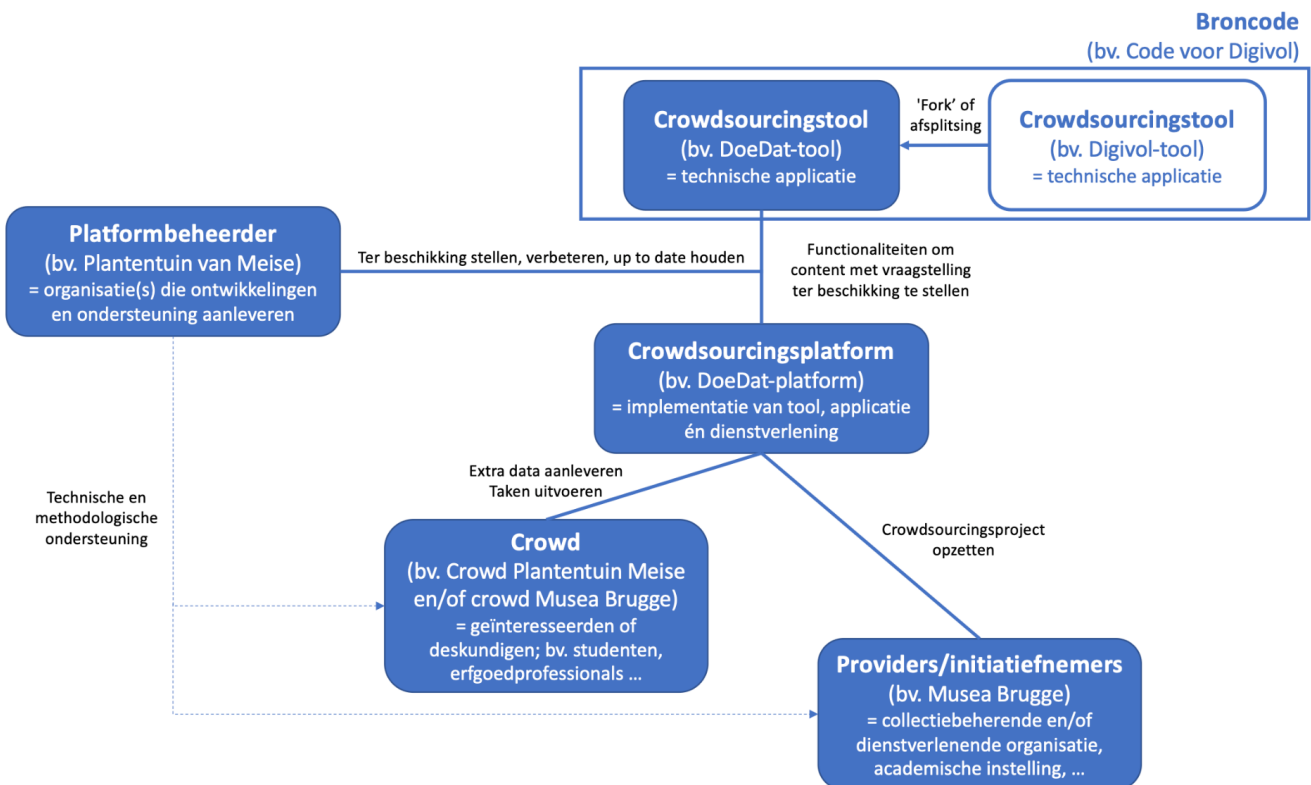 Broncode
(bv. Code voor Digivol)
Crowdsourcingstool
(bv. DoeDat-tool)
= technische applicatie
'Fork’ of
afsplitsing
Crowdsourcingstool
(bv. Digivol-tool)
= technische applicatie
Platformbeheerder
(bv. Plantentuin van Meise)
= organisatie(s) die ontwikkelingen
en ondersteuning aanleveren
Ter beschikking stellen, verbeteren, up to date houden
Functionaliteiten om
content met vraagstelling
ter beschikking te stellen
Crowdsourcingsplatform
(bv. DoeDat-platform)
= implementatie van tool, applicatie
én dienstverlening
Extra data aanleveren
Taken uitvoeren
Technische en
methodologische
ondersteuning
Crowdsourcingsproject
opzetten
Crowd
(bv. Crowd Plantentuin Meise
en/of crowd Musea Brugge)
= geïnteresseerden of
deskundigen; bv. studenten,
erfgoedprofessionals ...
Providers/initiatiefnemers
(bv. Musea Brugge)
= collectiebeherende en/of
dienstverlenende organisatie,
academische instelling, ...